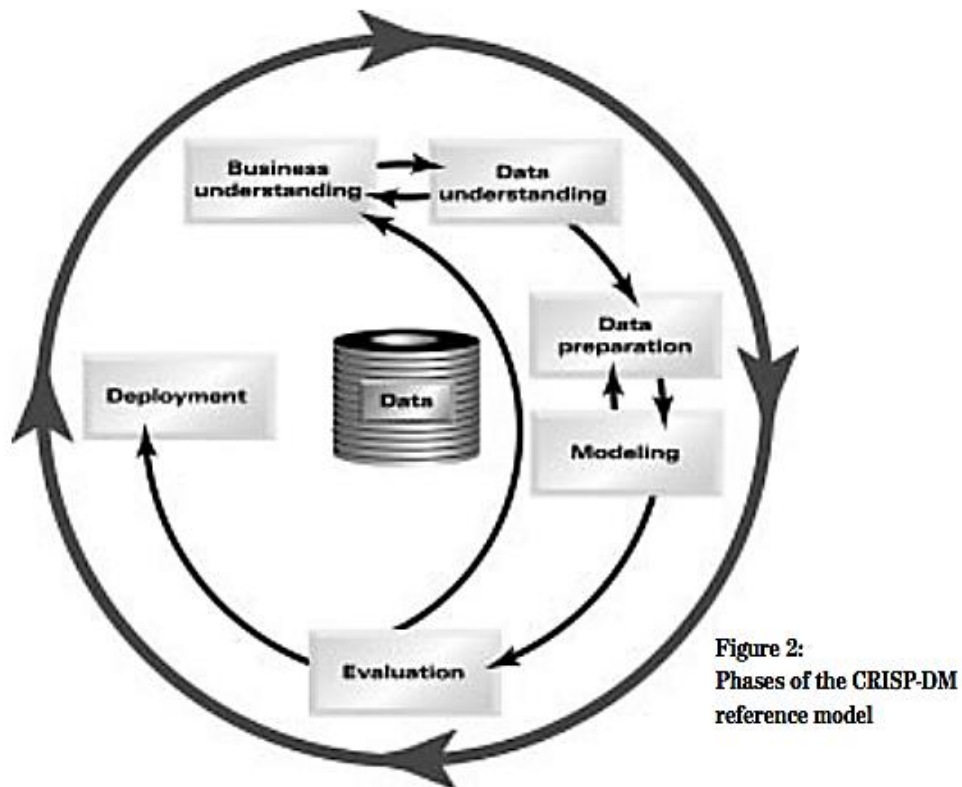 Business
understanding
Data
understanding
Data
preparation
Modeling
Data
Deployment
Evaluation
Figure 2:
Phases of the CRISP-DM
reference model